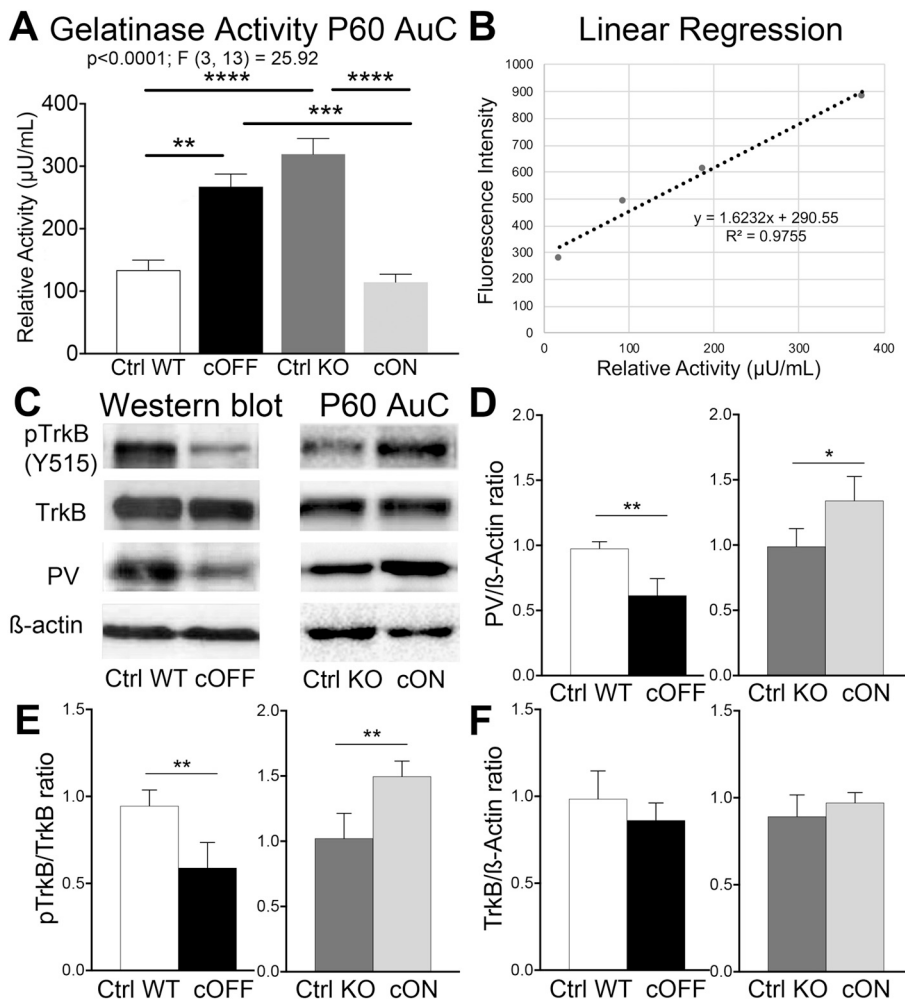 A Gelatinase Activity P60 AuC
p<0.0001; F (3, 13) = 25.92
**** ****
***
**
400
300
200
100
0
Relative Activity (µU/mL)
Ctrl WT cOFF Ctrl KO cON
B Linear Regression
1000
900
800
700
600
500
400
300
200
100
0
Fluorescence Intensity
y = 1.6232x + 290.55
R² = 0.9755
0 100 200 300 400
Relative Activity (µU/mL)
C Western blot P60 AuC
pTrkB
(Y515)
TrkB
PV
ß-actin
Ctrl WT cOFF Ctrl KO cON
D
PV/ß-Actin ratio
2.0
1.5
1.0
0.5
0.0
**
Ctrl WT cOFF
2.0
1.5
1.0
0.5
0.0
*
Ctrl KO cON
E
pTrkB/TrkB ratio
1.5
1.0
0.5
0.0
**
Ctrl WT cOFF
2.0
1.5
1.0
0.5
0.0
**
Ctrl KO cON
F
TrkB/ß-Actin ratio
1.5
1.0
0.5
0.0
Ctrl WT cOFF
1.5
1.0
0.5
0.0
Ctrl KO cON